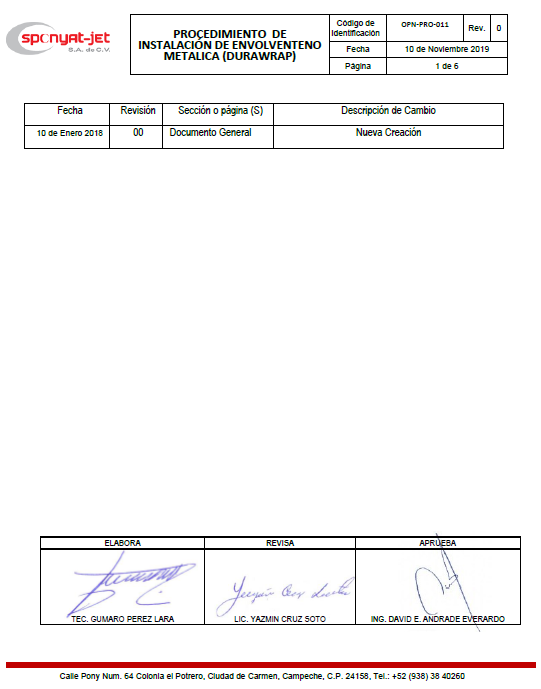 sponyat-jet
S.A. de C.V.
PROCEDIMIENTO DE
INSTALACIÓN DE ENVOLVENTENO
METALICA (DURAWRAP)
Código de
Identificación
OPN-PRO-011
Rev.
0
Fecha
10 de Noviembre 2019
Página
1 de 6
Fecha
Revisión
Sección o página (S)
Descripción de Cambio
10 de Enero 2018
00
Documento General
Nueva Creación
ELABORA
REVISA
APRUEBA
Yazmin Cruz Soto
TEC. GUMARO PEREZ LARA
LIC. YAZMIN CRUZ SOTO
ING. DAVID E. ANDRADE EVERARDO
Calle Pony Num. 64 Colonia el Potrero, Ciudad de Carmen, Campeche, C.P. 24158, Tel.: +52 (938) 38 40260